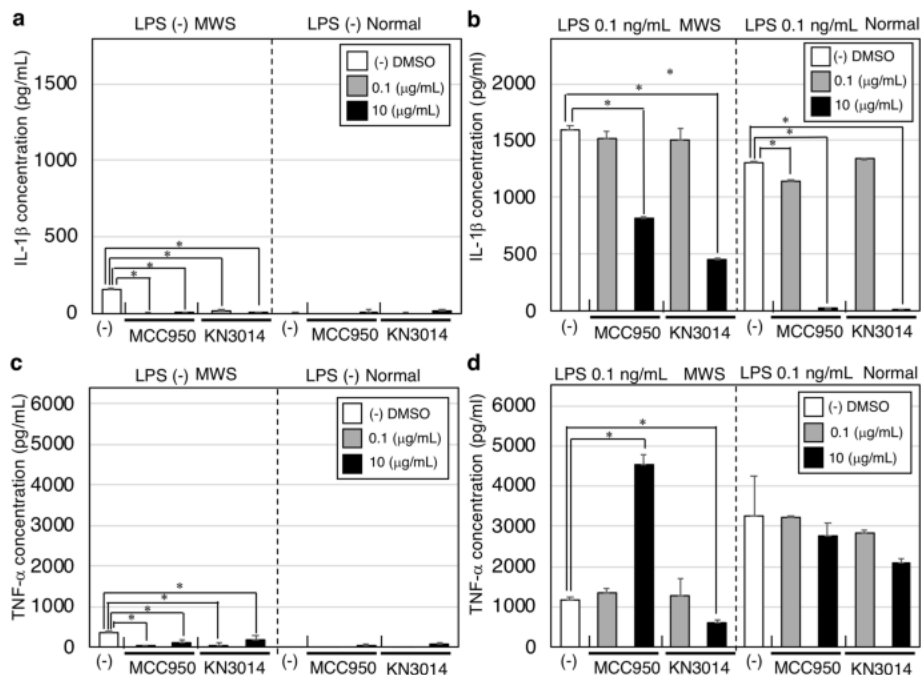 a
LPS (-) MWS LPS (-) Normal
(-) DMSO
0.1 (μg/mL)
10 (μg/mL)
IL-1β concentration (pg/mL)
1500
1000
500
0
* * * *
(-) MCC950 KN3014 (-) MCC950 KN3014
b
LPS 0.1 ng/mL MWS LPS 0.1 ng/mL Normal
(-) DMSO
0.1 (μg/mL)
10 (μg/mL)
IL-1β concentration (pg/ml)
2000
1500
1000
500
0
* * * * * *
(-) MCC950 KN3014 (-) MCC950 KN3014
c
LPS (-) MWS LPS (-) Normal
(-) DMSO
0.1 (μg/mL)
10 (μg/mL)
TNF-α concentration (pg/mL)
6000
5000
4000
3000
2000
1000
0
* * * *
(-) MCC950 KN3014 (-) MCC950 KN3014
d
LPS 0.1 ng/mL MWS LPS 0.1 ng/mL Normal
(-) DMSO
0.1 (μg/mL)
10 (μg/mL)
TNF-α concentration (pg/ml)
6000
5000
4000
3000
2000
1000
0
* *
(-) MCC950 KN3014 (-) MCC950 KN3014